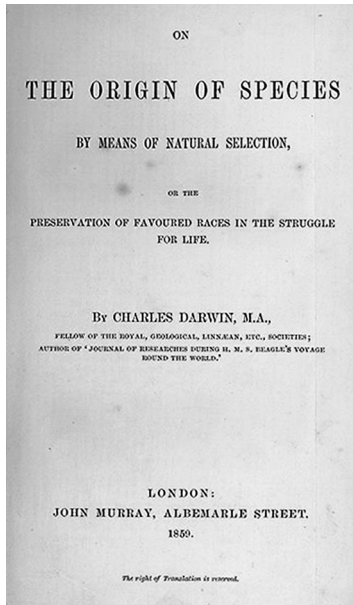 ON
THE ORIGIN OF SPECIES
BY MEANS OF NATURAL SELECTION,
OR THE
PRESERVATION OF FAVOURED RACES IN THE STRUGGLE
FOR LIFE.
BY CHARLES DARWIN, M.A.,
FELLOW OF THE ROYAL, GEOLOGICAL, LINNÆAN, ETC., SOCIETIES;
AUTHOR OF ‘JOURNAL OF RESEARCHES DURING H. M. S. BEAGLE'S VOYAGE
ROUND THE WORLD.’
LONDON:
JOHN MURRAY, ALBEMARLE STREET.
1859.
The right of Translation is reserved.